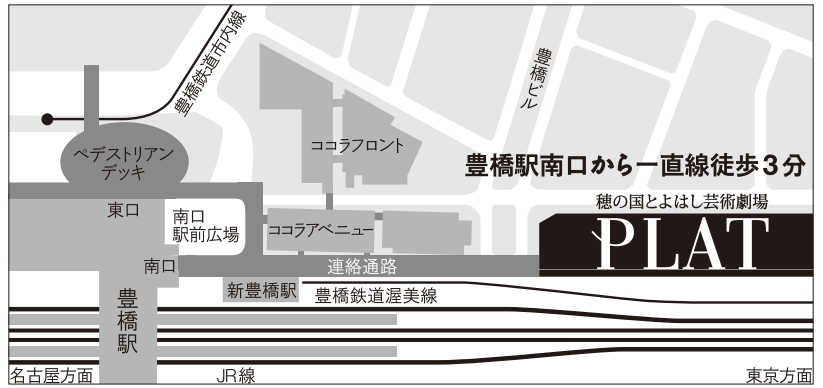 豊橋鉄道市内線
豊橋ビル
ペデストリアン
デッキ
ココラフロント
豊橋駅南口から一直線徒歩3分
穂の国とよはし芸術劇場
PLAT
東口
南口
駅前広場
ココラアベニュー
南口
連絡通路
新豊橋駅
豊橋鉄道渥美線
豊橋駅
名古屋方面
JR線
東京方面